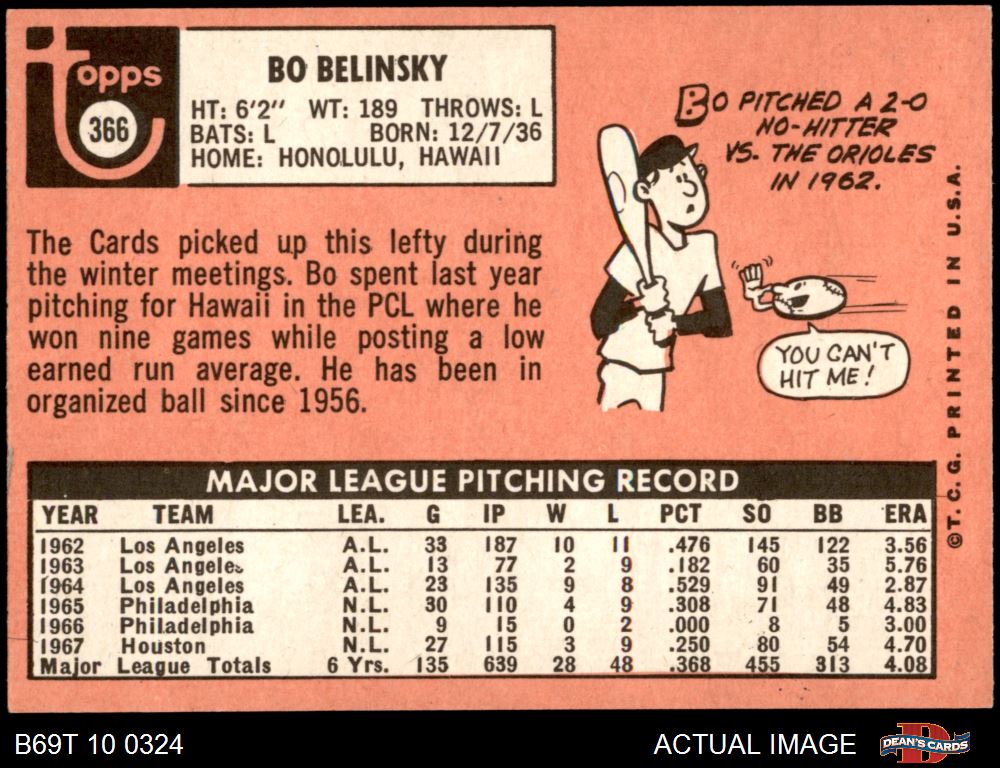 Topps
366
BO BELINSKY
HT: 6'2" WT: 189 THROWS: L
BATS: L BORN: 12/7/36
HOME: HONOLULU, HAWAII
The Cards picked up this lefty during
the winter meetings. Bo spent last year
pitching for Hawaii in the PCL where he
won nine games while posting a low
earned run average. He has been in
organized ball since 1956.
BO PITCHED A 2-0
NO-HITTER
VS. THE ORIOLES
IN 1962.
YOU CAN'T
HIT ME!
©T. C. G. PRINTED IN U.S.A.
MAJOR LEAGUE PITCHING RECORD
YEAR TEAM LEA. G IP W L PCT SO BB ERA
1962 Los Angeles A.L. 33 187 10 11 .476 145 122 3.56
1963 Los Angeles A.L. 13 77 2 9 .182 60 35 5.76
1964 Los Angeles A.L. 23 135 9 8 .529 91 49 2.87
1965 Philadelphia N.L. 30 110 4 9 .308 71 48 4.83
1966 Philadelphia N.L. 9 15 0 2 .000 8 5 3.00
1967 Houston N.L. 27 115 3 9 .250 80 54 4.70
Major League Totals 6 Yrs. 135 639 28 48 .368 455 313 4.08
B69T 10 0324
ACTUAL IMAGE
DEAN'S CARDS